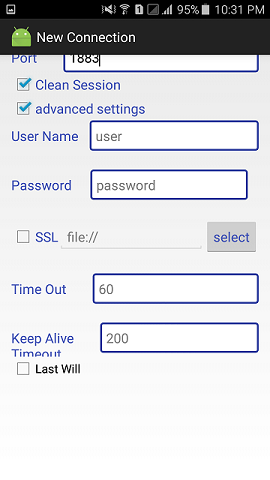 95% 10:31 PM
New Connection
Port 1883
Clean Session
advanced settings
User Name user
Password password
SSL file:// select
Time Out 60
Keep Alive 200
Timeout
Last Will